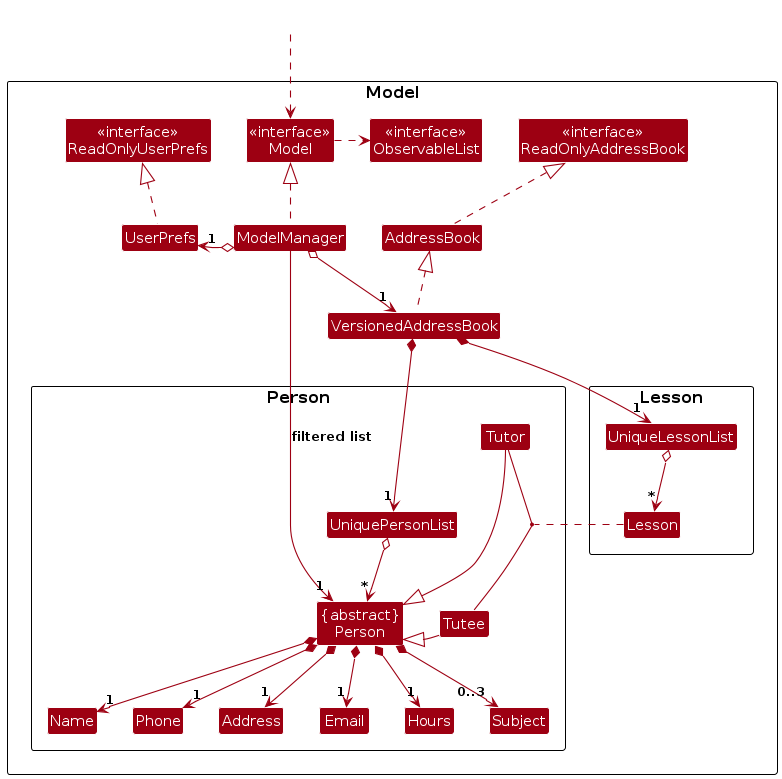 Model
«interface»
ReadOnlyUserPrefs
«interface»
Model
«interface»
ObservableList
«interface»
ReadOnlyAddressBook
UserPrefs
1
ModelManager
AddressBook
1
VersionedAddressBook
Person
Lesson
1
filtered list
Tutor
UniqueLessonList
1
*
UniquePersonList
Lesson
1
*
{abstract}
Person
Tutee
1
1
1
1
1
0..3
Name
Phone
Address
Email
Hours
Subject